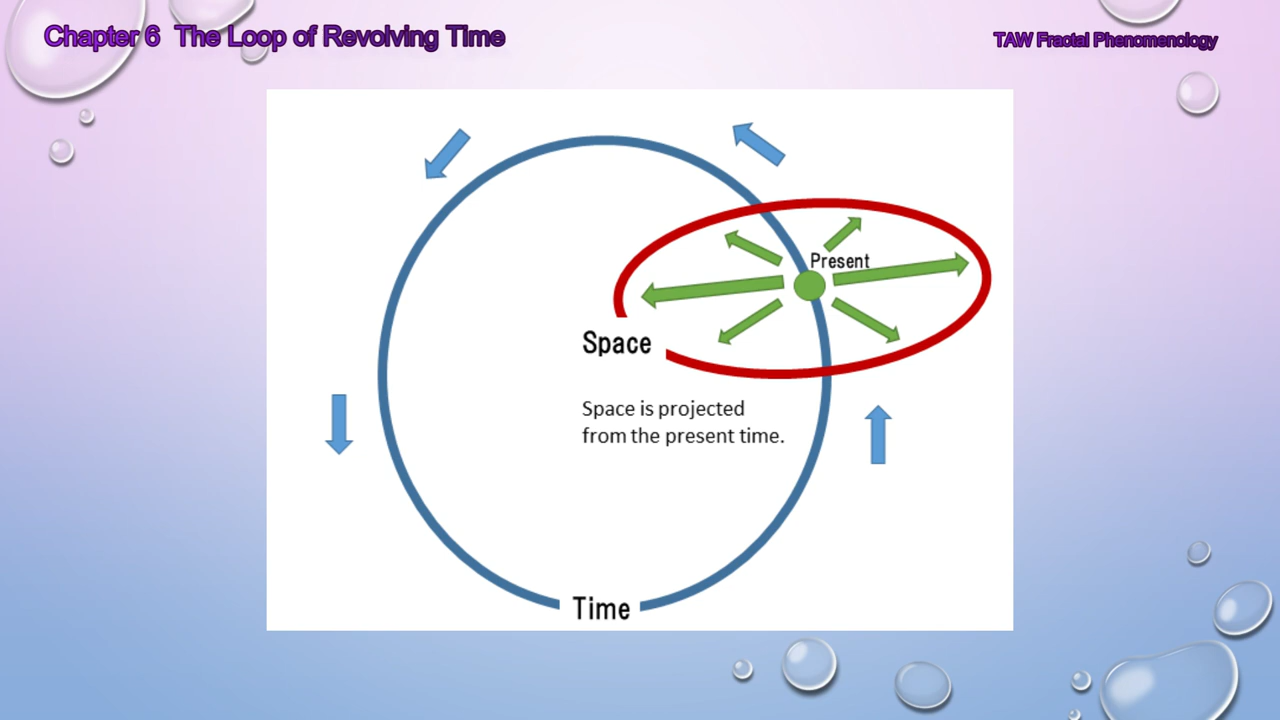 Chapter 6 The Loop of Revolving Time
TAW Fractal Phenomenology
Present
Space
Space is projected
from the present time.
Time